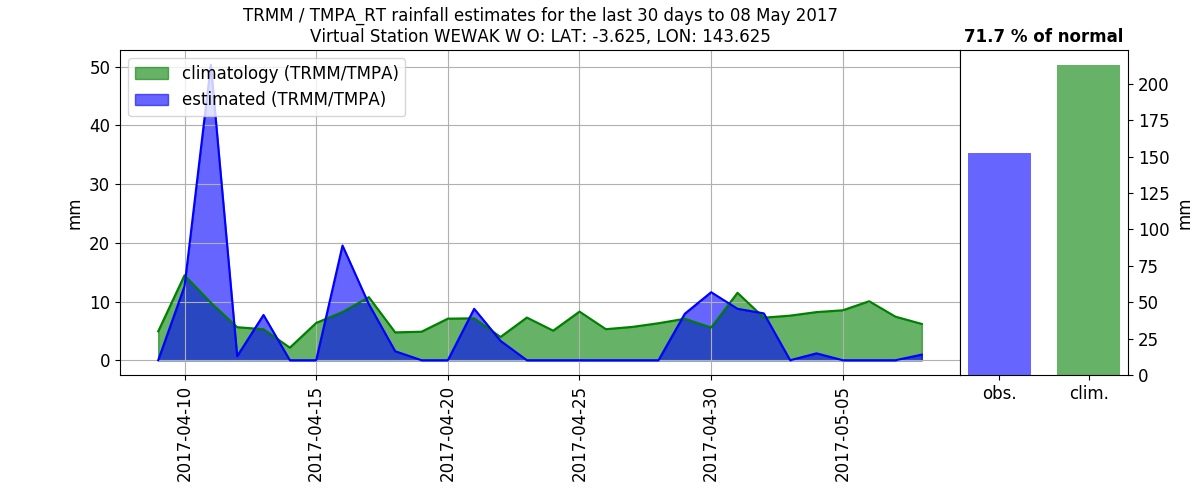 TRMM / TMPA_RT rainfall estimates for the last 30 days to 08 May 2017
Virtual Station WEWAK W O: LAT: -3.625, LON: 143.625
71.7 % of normal
climatology (TRMM/TMPA)
estimated (TRMM/TMPA)
50
40
30
20
10
0
mm
2017-04-10
2017-04-15
2017-04-20
2017-04-25
2017-04-30
2017-05-05
obs.
clim.
200
175
150
125
100
75
50
25
0
mm